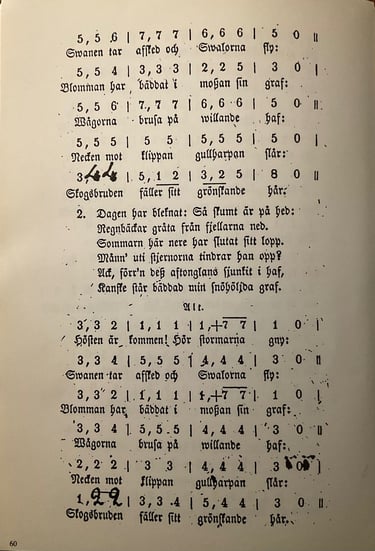 5, 5 6 | 7, 7 7 | 6, 6 6 | 5 0 ||
Swanen tar afsked och Swalorna fly:
5, 5 4 | 3, 3 3 | 2, 2 5 | 3 0 |
Blomman har bäddat i moßan sin graf:
5, 5 6 | 7, 7 7 | 6, 6 6 | 5 0 ||
Wågorna brusa på willande haf:
5, 5 5 | 5 5 | 5, 5 5 | 5 0 ||
Necken mot klippan gullharpan slår:
3 4 4 | 5, 1 2 | 3, 2 5 | 8 0 ||
Skogsbruden fäller sitt grönskande hår.
2. Dagen har bleknat: Så skumt är på hed:
Regnbäckar gråta från fjellarna ned.
Sommarn här nere har slutat sitt lopp.
Månn' uti stjernorna tindrar han opp?
Ack, förr'n deß aftonglans sjunkit i haf,
Kanske står bäddad min snöhöljda graf.
Alt.
3, 3 2 | 1, 1 1 | 1, +7 7 | 1 0 |
Hösten är kommen! Hör stormarna gny:
3, 3 4 | 5, 5 5 | 4, 4 4 | 3 0 ||
Swanen tar afsked och Swalorna fly:
3, 3 2 | 1, 1 1 | 1, +7 7 | 1 0 |
Blomman har bäddat i moßan sin graf:
3, 3 4 | 5, 5 5 | 4, 4 4 | 3 0 ||
Wågorna brusa på willande haf:
2, 2 2 | 3 3 | 4, 4 4 | 3 0 ||
Necken mot klippan gullharpan slår:
1, 2 2 | 3, 3 4 | 5, 4 4 | 3 0 ||
Skogsbruden fäller sitt grönskande hår.
60